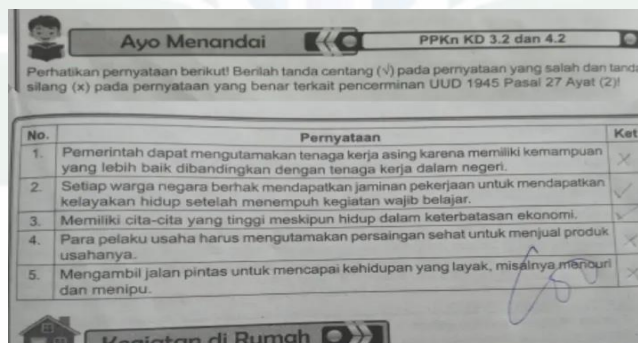 Ayo Menandai
PPKn KD 3.2 dan 4.2
Perhatikan pernyataan berikut! Berilah tanda centang (√) pada pernyataan yang salah dan tanda
silang (x) pada pernyataan yang benar terkait pencerminan UUD 1945 Pasal 27 Ayat (2)!
No. Pernyataan Ket
1. Pemerintah dapat mengutamakan tenaga kerja asing karena memiliki kemampuan
yang lebih baik dibandingkan dengan tenaga kerja dalam negeri. x
2. Setiap warga negara berhak mendapatkan jaminan pekerjaan untuk mendapatkan
kelayakan hidup setelah menempuh kegiatan wajib belajar. ✓
3. Memiliki cita-cita yang tinggi meskipun hidup dalam keterbatasan ekonomi. ✓
4. Para pelaku usaha harus mengutamakan persaingan sehat untuk menjual produk
usahanya. x
5. Mengambil jalan pintas untuk mencapai kehidupan yang layak, misalnya mencuri
dan menipu. x
Kegiatan di Rumah